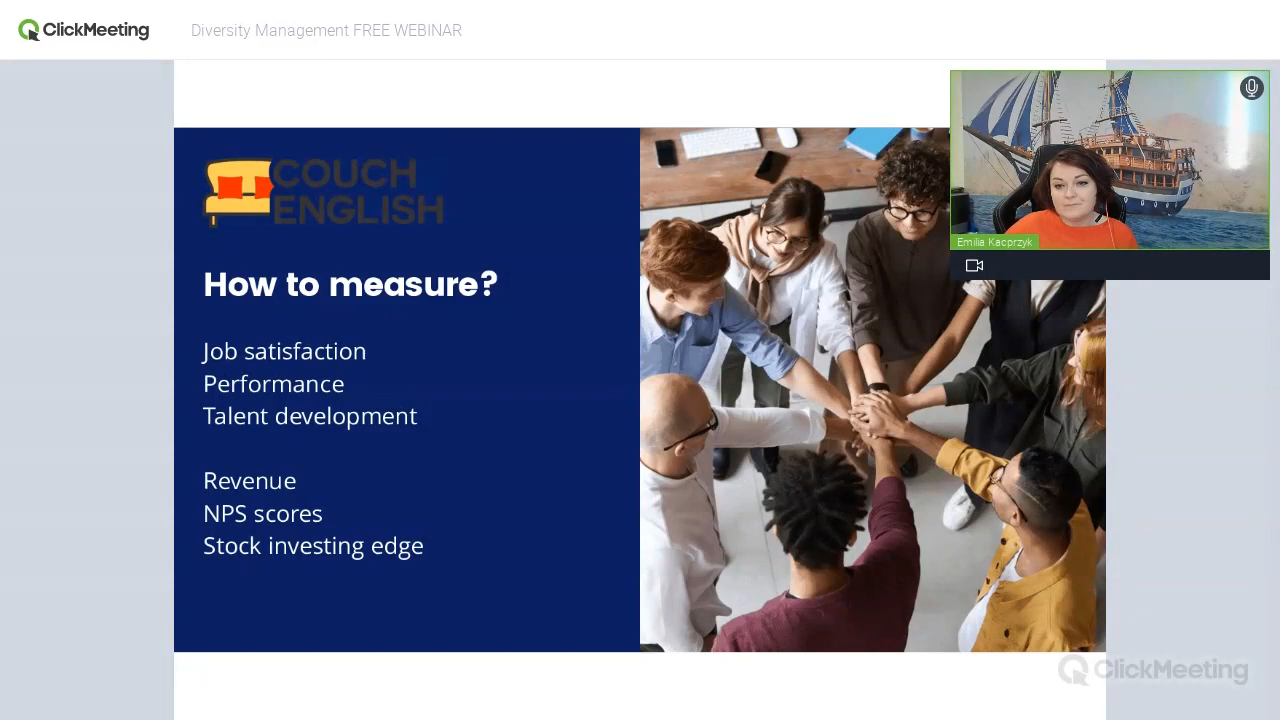 ClickMeeting
Diversity Management FREE WEBINAR
COUCH
ENGLISH
How to measure?
Job satisfaction
Performance
Talent development
Revenue
NPS scores
Stock investing edge
Emilia Kacprzyk
ClickMeeting